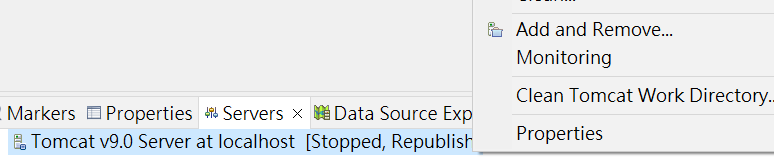 Add and Remove...
Monitoring
Clean Tomcat Work Directory...
Properties
Markers Properties Servers Data Source Exp
Tomcat v9.0 Server at localhost [Stopped, Republish